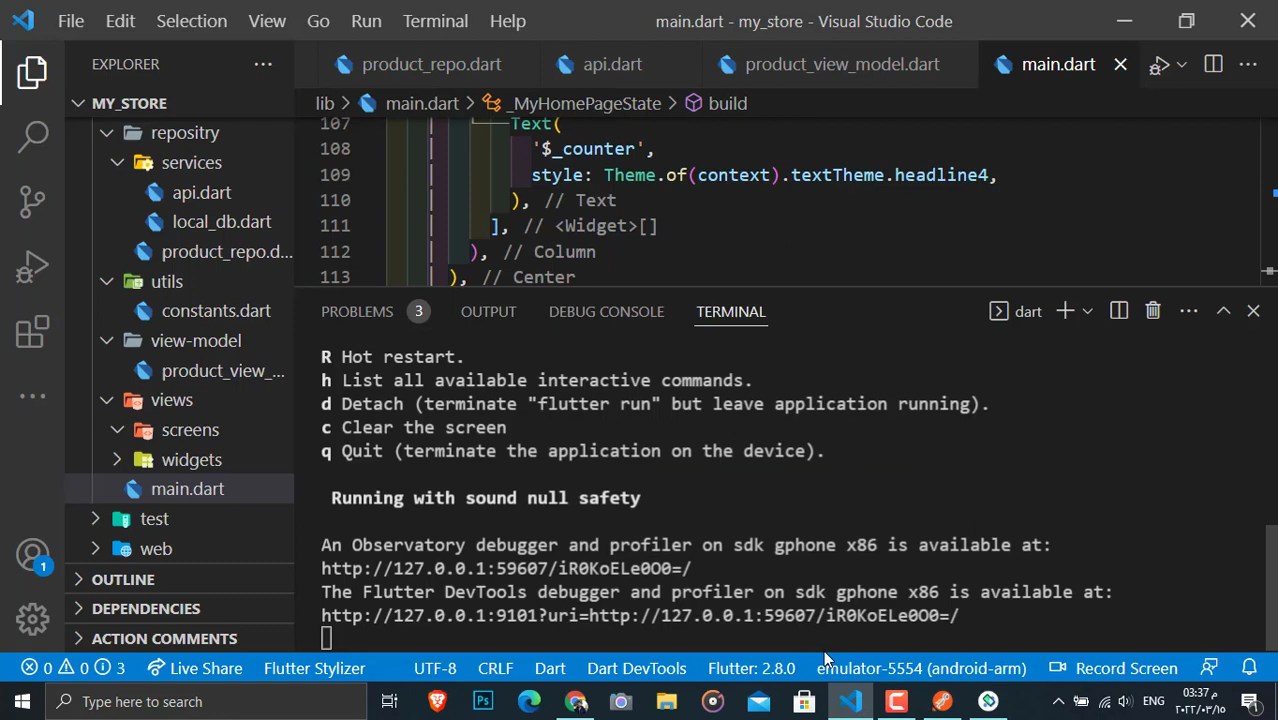 File Edit Selection View Go Run Terminal Help main.dart - my_store - Visual Studio Code
EXPLORER
MY_STORE
repositry
services
api.dart
local_db.dart
product_repo.d...
utils
constants.dart
view-model
product_view_...
views
screens
widgets
main.dart
test
web
OUTLINE
DEPENDENCIES
ACTION COMMENTS
product_repo.dart api.dart product_view_model.dart main.dart
lib > main.dart > _MyHomePageState > build
107 Text(
108 '$_counter',
109 style: Theme.of(context).textTheme.headline4,
110 ), // Text
111 ], // <Widget>[]
112 ), // Column
113 ), // Center
PROBLEMS 3 OUTPUT DEBUG CONSOLE TERMINAL dart
R Hot restart.
h List all available interactive commands.
d Detach (terminate "flutter run" but leave application running).
c Clear the screen
q Quit (terminate the application on the device).
Running with sound null safety
An Observatory debugger and profiler on sdk gphone x86 is available at:
http://127.0.0.1:59607/iR0KoELe0O0=/
The Flutter DevTools debugger and profiler on sdk gphone x86 is available at:
http://127.0.0.1:9101?uri=http://127.0.0.1:59607/iR0KoELe0O0=/
1
0 0 3 Live Share Flutter Stylizer UTF-8 CRLF Dart Dart DevTools Flutter: 2.8.0 emulator-5554 (android-arm) Record Screen
Type here to search
Ps
ENG
03:37 م
٢٠٢٢/٠٣/١٥
1